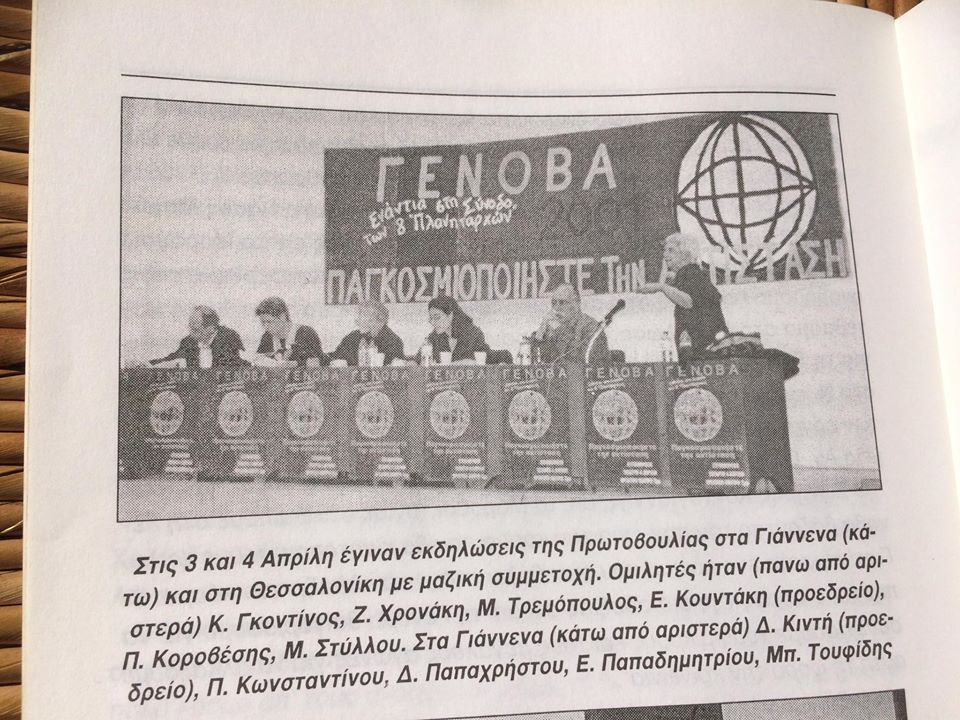 ΓΕΝΟΒΑ
200
Ενάντια στη Σύνοδο
των 8 Πλανηταρχών
ΠΑΓΚΟΣΜΙΟΠΟΙΗΣΤΕ ΤΗΝ ΑΝΤΙΣΤΑΣΗ
ΓΕΝΟΒΑ ΓΕΝΟΒΑ ΓΕΝΟΒΑ ΓΕΝΟΒΑ ΓΕΝΟΒΑ ΓΕΝΟΒΑ ΓΕΝΟΒΑ ΓΕΝΟΒΑ
Στις 3 και 4 Απρίλη έγιναν εκδηλώσεις της Πρωτοβουλίας στα Γιάννενα (κά-
τω) και στη Θεσσαλονίκη με μαζική συμμετοχή. Ομιλητές ήταν (πανω από αρι-
στερά) Κ. Γκοντίνος, Ζ. Χρονάκη, Μ. Τρεμόπουλος, Ε. Κουντάκη (προεδρείο),
Π. Κοροβέσης, Μ. Στύλλου. Στα Γιάννενα (κάτω από αριστερά) Δ. Κιντή (προε-
δρείο), Π. Κωνσταντίνου, Δ. Παπαχρήστου, Ε. Παπαδημητρίου, Μπ. Τουφίδης